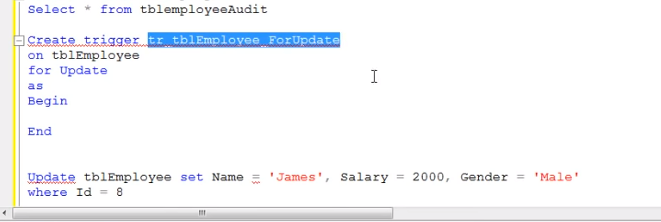 Select * from tblemployeeAudit
Create trigger tr_tblEmployee_ForUpdate
on tblEmployee
for Update
as
Begin
End
Update tblEmployee set Name = 'James', Salary = 2000, Gender = 'Male'
where Id = 8